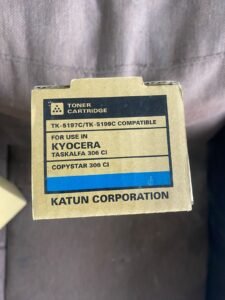 TONER
CARTRIDGE
TK-5197C/TK-5199C COMPATIBLE
FOR USE IN
KYOCERA
TASKALFA 306 CI
COPYSTAR 306 CI
KATUN CORPORATION